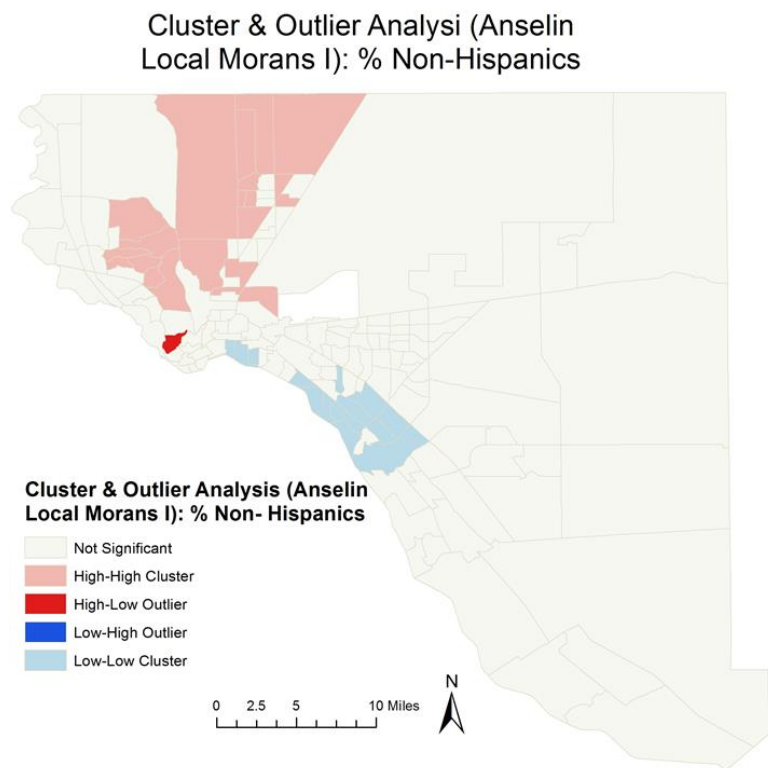 Cluster & Outlier Analysi (Anselin
Local Morans I): % Non-Hispanics
Cluster & Outlier Analysis (Anselin
Local Morans I): % Non- Hispanics
Not Significant
High-High Cluster
High-Low Outlier
Low-High Outlier
Low-Low Cluster
0 2.5 5 10 Miles
N